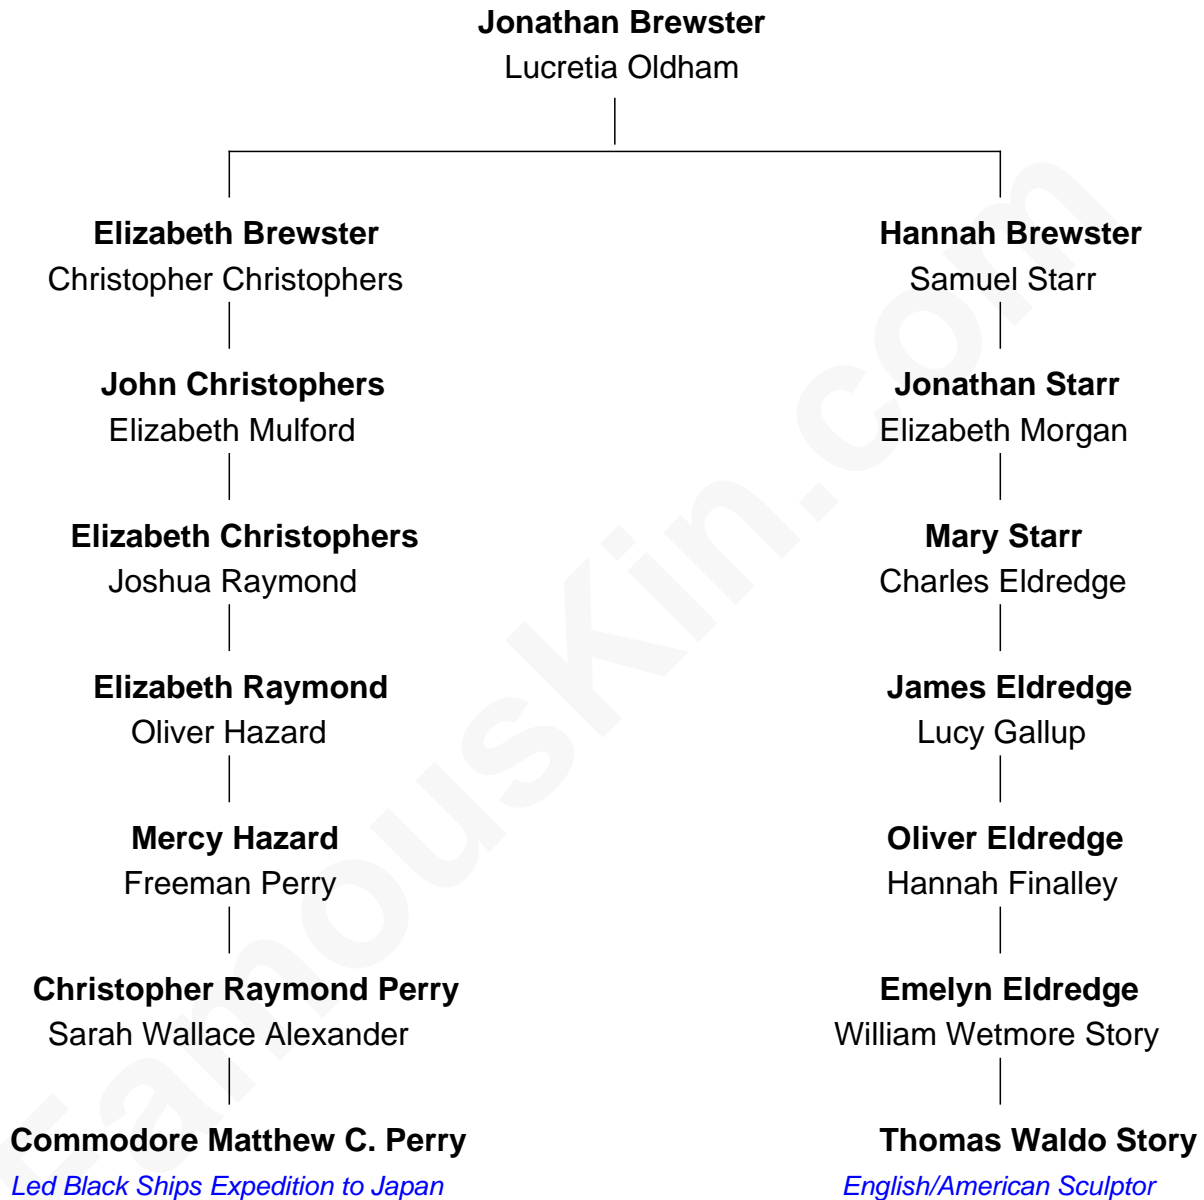 Jonathan Brewster
Lucretia Oldham
Elizabeth Brewster
Christopher Christophers
John Christophers
Elizabeth Mulford
Elizabeth Christophers
Joshua Raymond
Elizabeth Raymond
Oliver Hazard
Mercy Hazard
Freeman Perry
Christopher Raymond Perry
Sarah Wallace Alexander
Commodore Matthew C. Perry
Led Black Ships Expedition to Japan
Hannah Brewster
Samuel Starr
Jonathan Starr
Elizabeth Morgan
Mary Starr
Charles Eldredge
James Eldredge
Lucy Gallup
Oliver Eldredge
Hannah Finalley
Emelyn Eldredge
William Wetmore Story
Thomas Waldo Story
English/American Sculptor
FamousKin.com